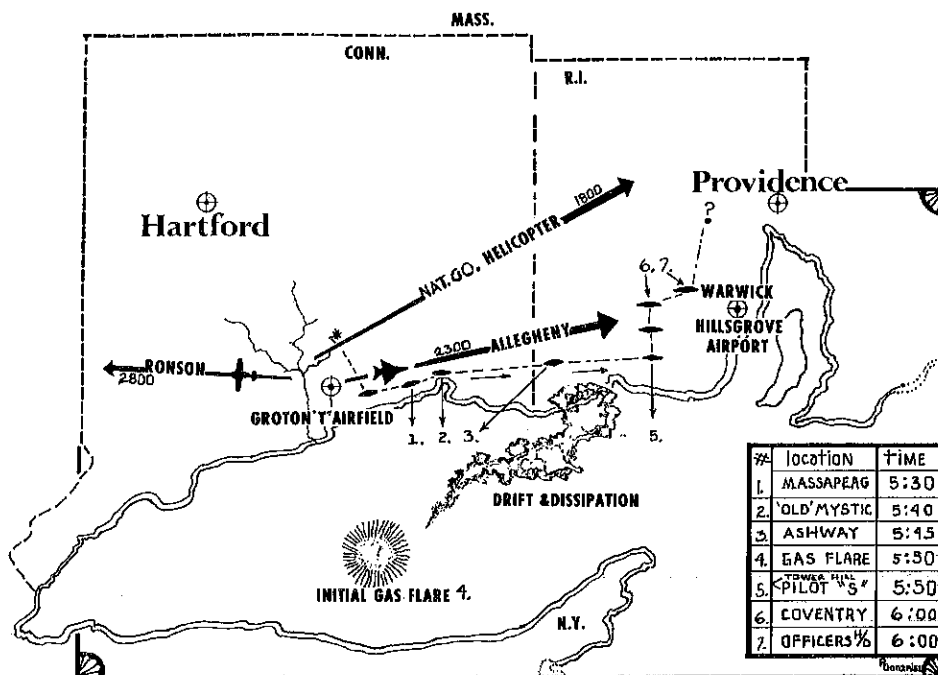 MASS.
CONN.
R.I.
Providence
Hartford
1800
NAT. GO. HELICOPTER
?
6. 7.
WARWICK
HILLSGROVE
AIRPORT
2300 ALLEGHENY
RONSON
2800
GROTON 'T' AIRFIELD
1. 2. 3. 5.
DRIFT & DISSIPATION
INITIAL GAS FLARE 4.
N.Y.
# location TIME
1. MASSAPEAG 5:30
2. 'OLD' MYSTIC 5:40
3. ASHWAY 5:45
4. GAS FLARE 5:50
TOWER HILL
5. <PILOT "S" 5:50
6. COVENTRY 6:00
7. OFFICERS H/D 6:00